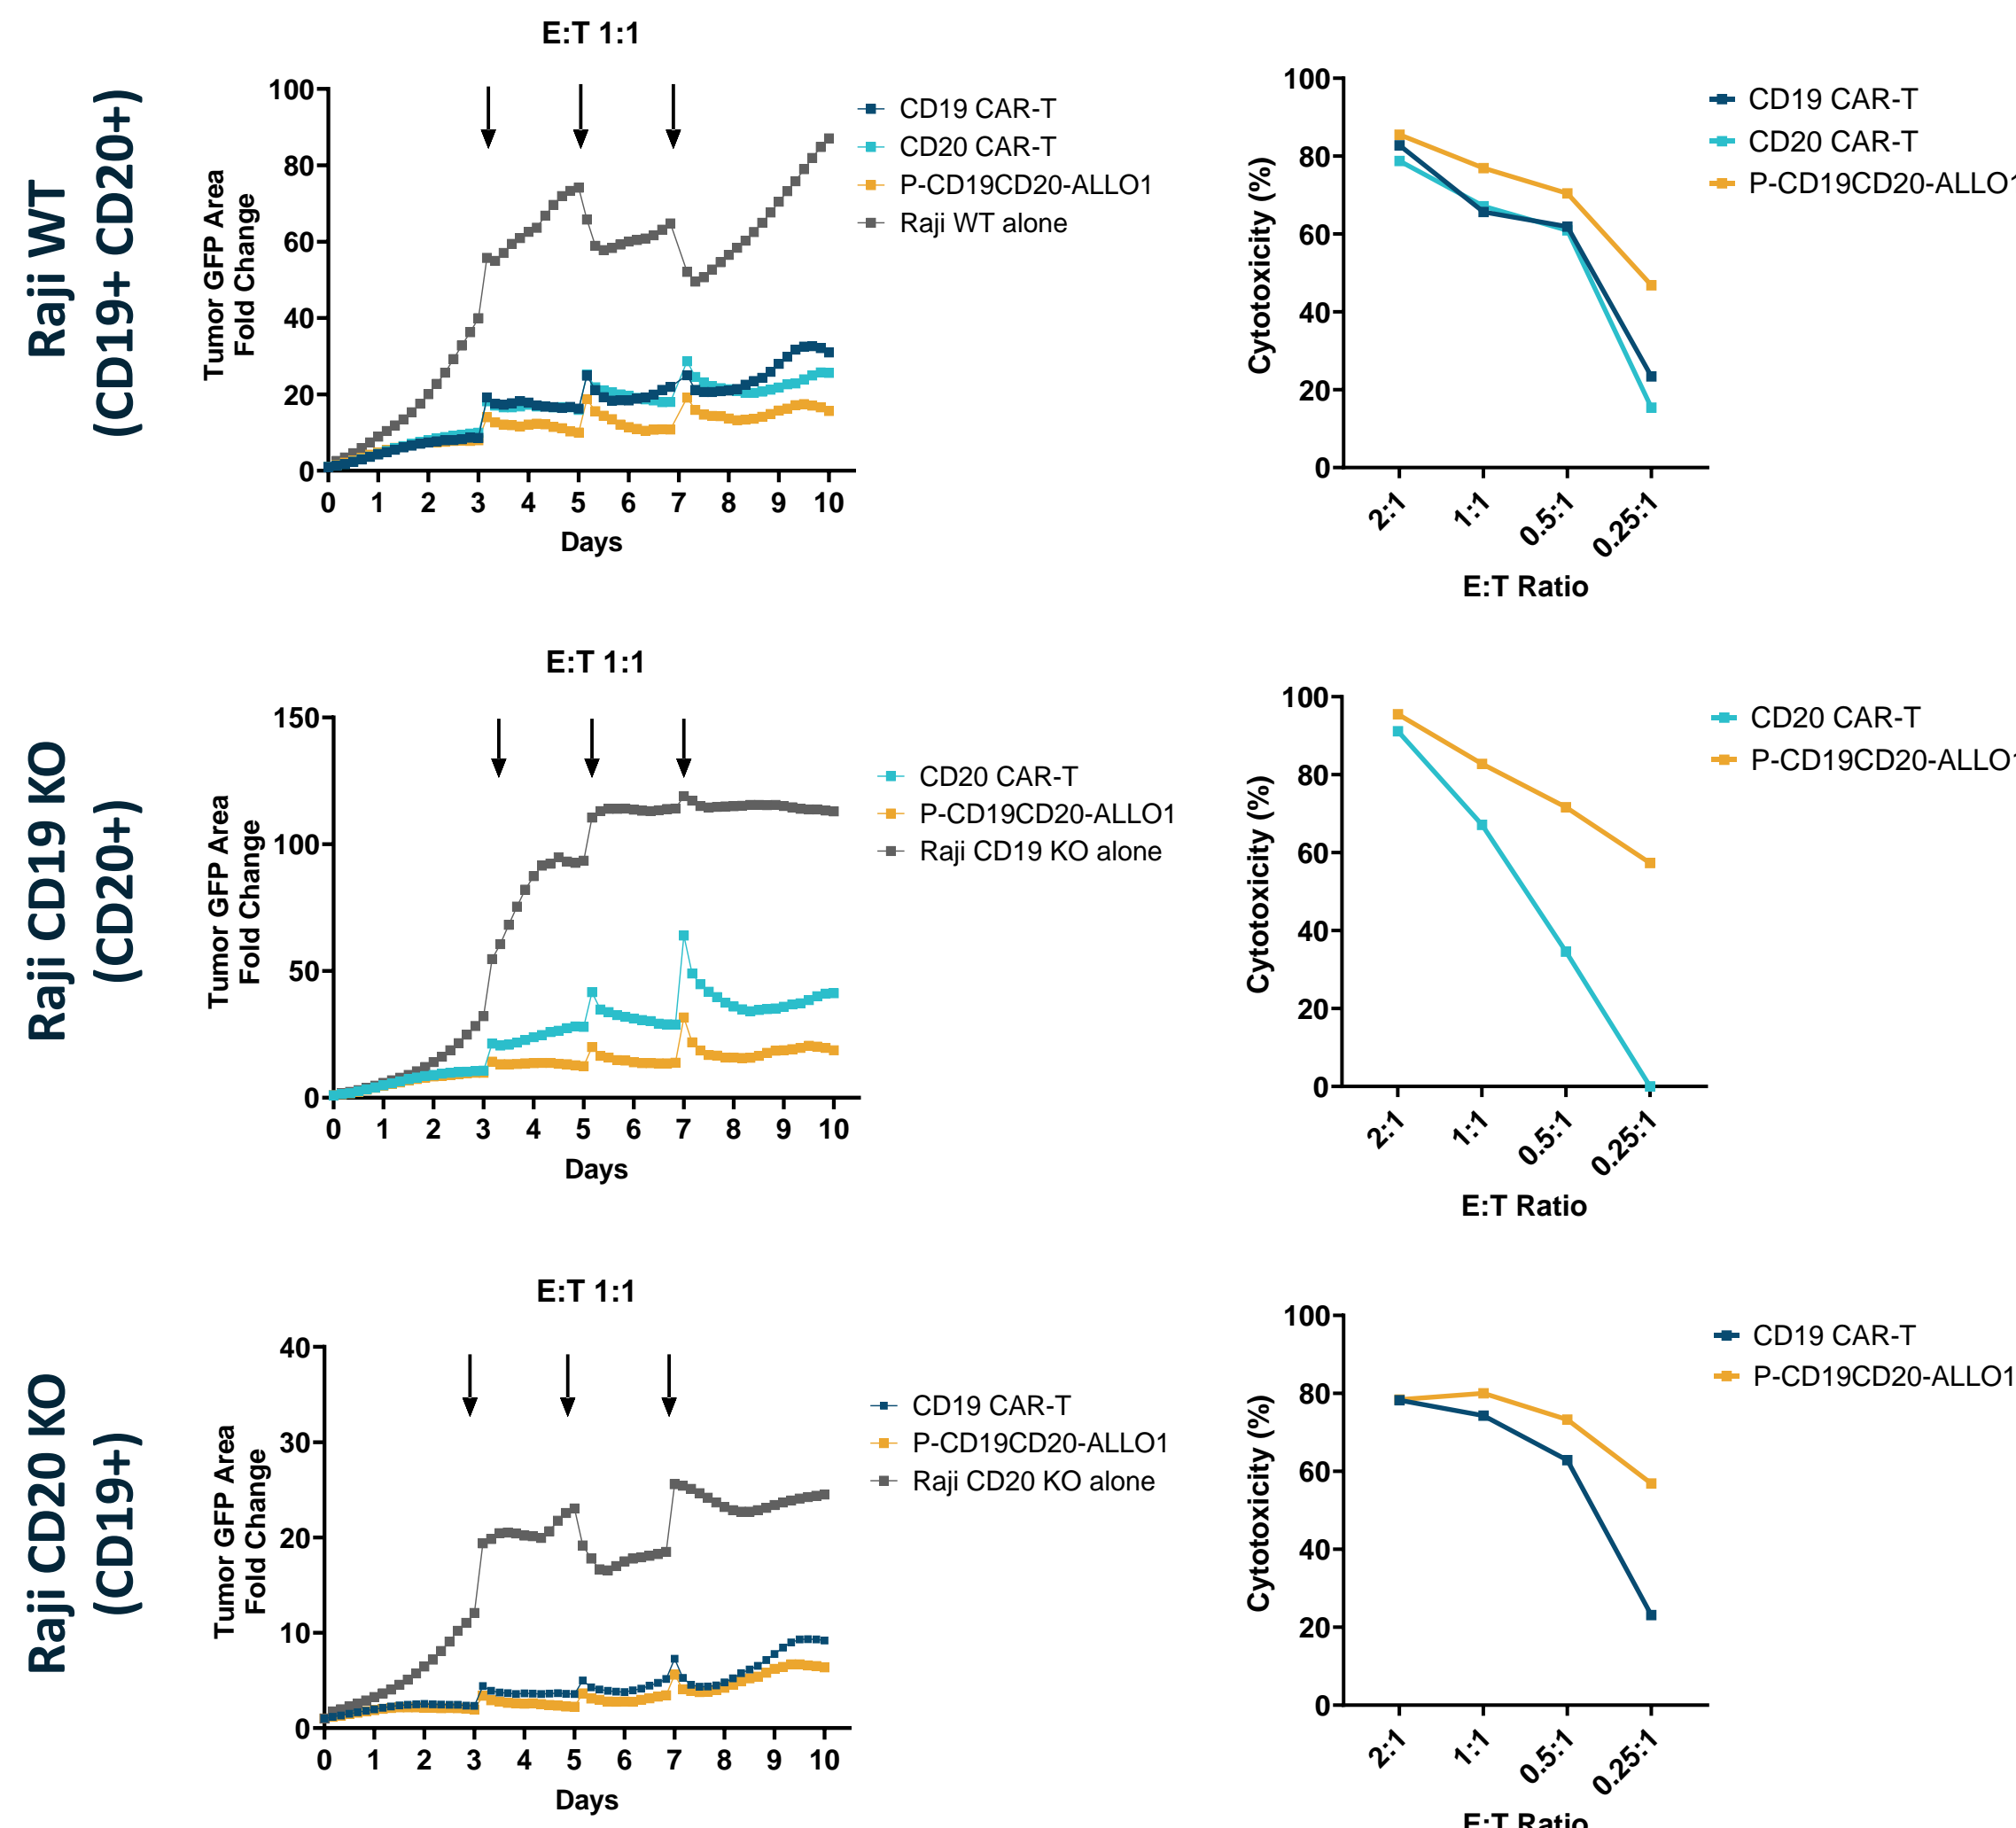 Raji WT
(CD19+ CD20+)
E:T 1:1
Tumor GFP Area
Fold Change
100
80
60
40
20
0
0 1 2 3 4 5 6 7 8 9 10
Days
CD19 CAR-T
CD20 CAR-T
P-CD19CD20-ALLO1
Raji WT alone
Cytotoxicity (%)
100
80
60
40
20
0
2:1 1:1 0.5:1 0.25:1
E:T Ratio
CD19 CAR-T
CD20 CAR-T
P-CD19CD20-ALLO1
Raji CD19 KO
(CD20+)
E:T 1:1
Tumor GFP Area
Fold Change
150
100
50
0
0 1 2 3 4 5 6 7 8 9 10
Days
CD20 CAR-T
P-CD19CD20-ALLO1
Raji CD19 KO alone
Cytotoxicity (%)
100
80
60
40
20
0
2:1 1:1 0.5:1 0.25:1
E:T Ratio
CD20 CAR-T
P-CD19CD20-ALLO1
Raji CD20 KO
(CD19+)
E:T 1:1
Tumor GFP Area
Fold Change
40
30
20
10
0
0 1 2 3 4 5 6 7 8 9 10
Days
CD19 CAR-T
P-CD19CD20-ALLO1
Raji CD20 KO alone
Cytotoxicity (%)
100
80
60
40
20
0
2:1 1:1 0.5:1 0.25:1
E:T Ratio
CD19 CAR-T
P-CD19CD20-ALLO1